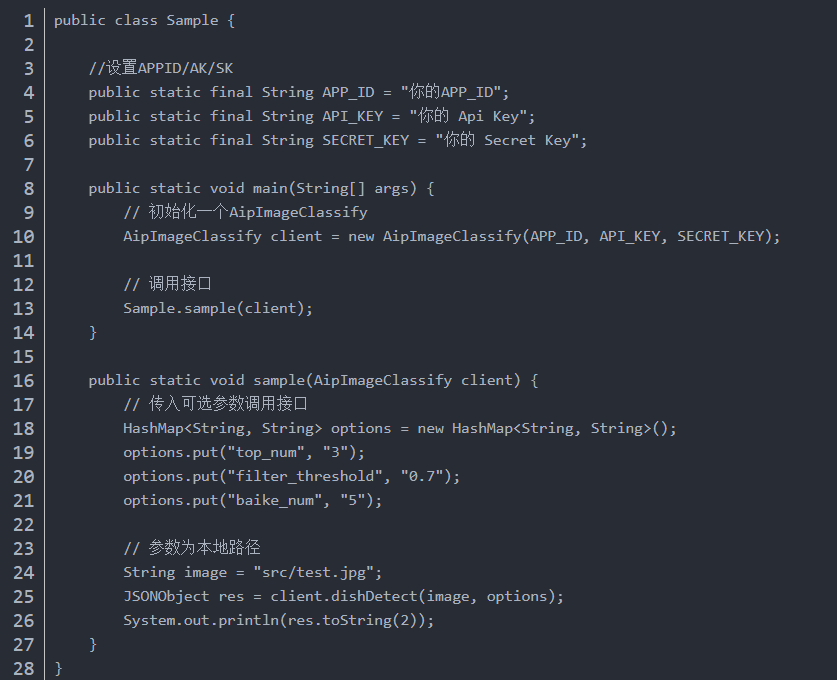 1 public class Sample {
2
3 //设置APPID/AK/SK
4 public static final String APP_ID = "你的APP_ID";
5 public static final String API_KEY = "你的 Api Key";
6 public static final String SECRET_KEY = "你的 Secret Key";
7
8 public static void main(String[] args) {
9 // 初始化一个AipImageClassify
10 AipImageClassify client = new AipImageClassify(APP_ID, API_KEY, SECRET_KEY);
11
12 // 调用接口
13 Sample.sample(client);
14 }
15
16 public static void sample(AipImageClassify client) {
17 // 传入可选参数调用接口
18 HashMap<String, String> options = new HashMap<String, String>();
19 options.put("top_num", "3");
20 options.put("filter_threshold", "0.7");
21 options.put("baike_num", "5");
22
23 // 参数为本地路径
24 String image = "src/test.jpg";
25 JSONObject res = client.dishDetect(image, options);
26 System.out.println(res.toString(2));
27 }
28 }